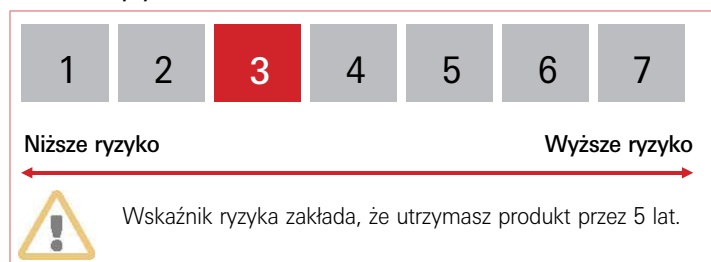 1 2 3 4 5 6 7
Niższe ryzyko Wyższe ryzyko
Wskaźnik ryzyka zakłada, że utrzymasz produkt przez 5 lat.